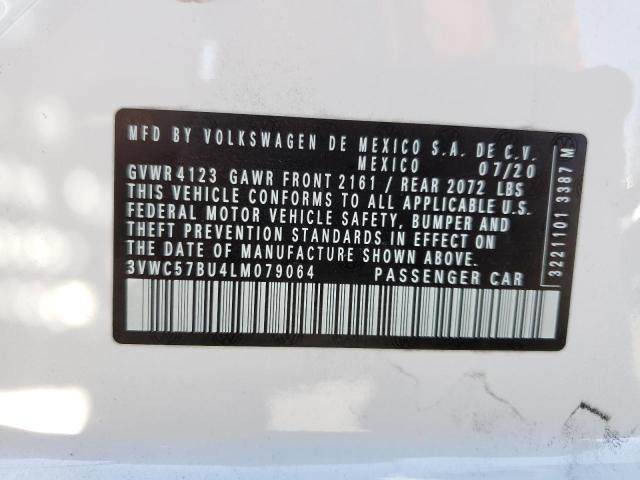 MFD BY VOLKSWAGEN DE MEXICO S.A. DE C.V.
MEXICO 07/20
GVWR 4123 GAWR FRONT 2161 / REAR 2072 LBS
THIS VEHICLE CONFORMS TO ALL APPLICABLE U.S.
FEDERAL MOTOR VEHICLE SAFETY, BUMPER AND
THEFT PREVENTION STANDARDS IN EFFECT ON
THE DATE OF MANUFACTURE SHOWN ABOVE.
3VWC57BU4LM079064 PASSENGER CAR
3221101 3387 M